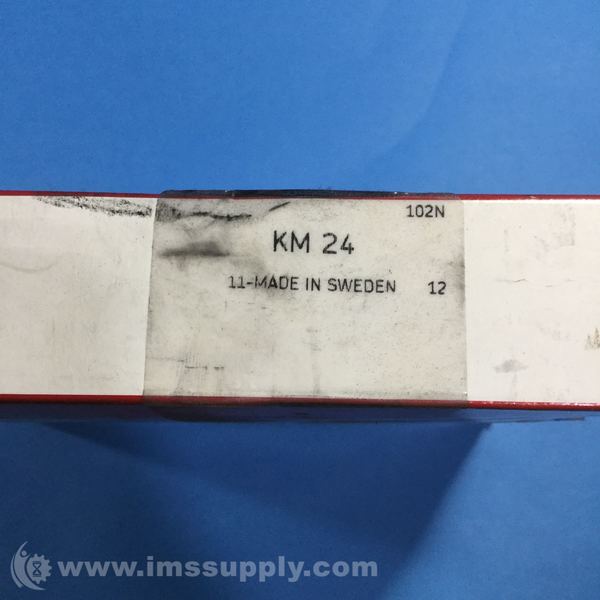 102N
KM 24
11-MADE IN SWEDEN 12
www.imssupply.com